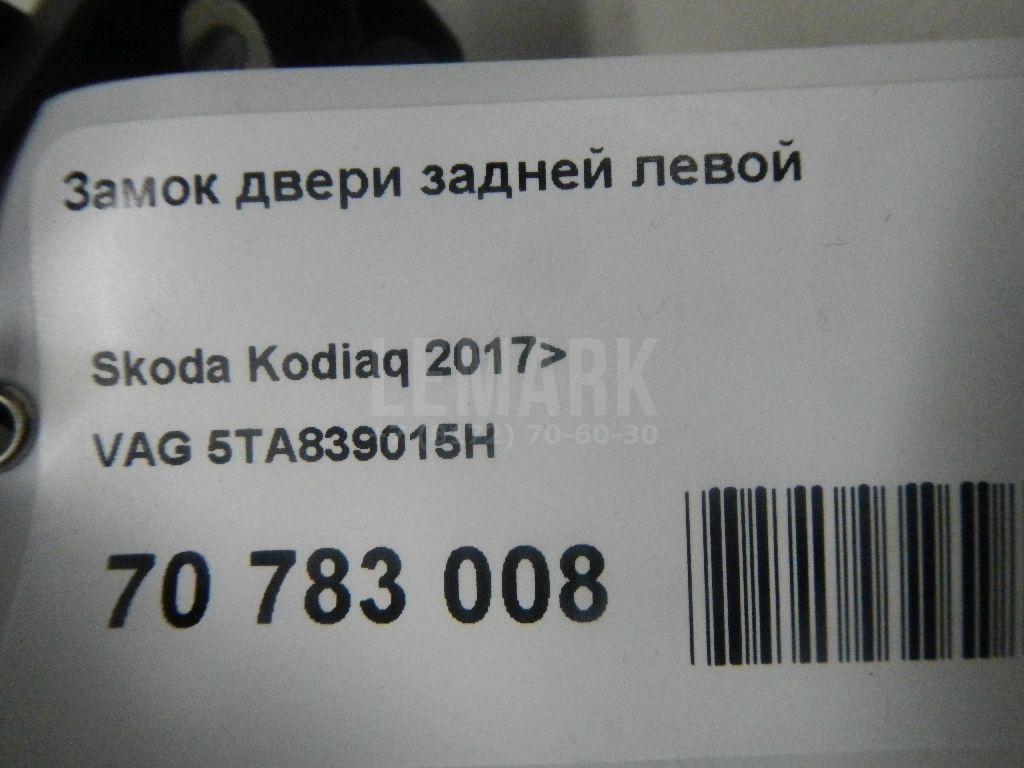 Замок двери задней левой
Skoda Kodiaq 2017>
LEMARK
VAG 5TA839015H
70-60-30
70 783 008